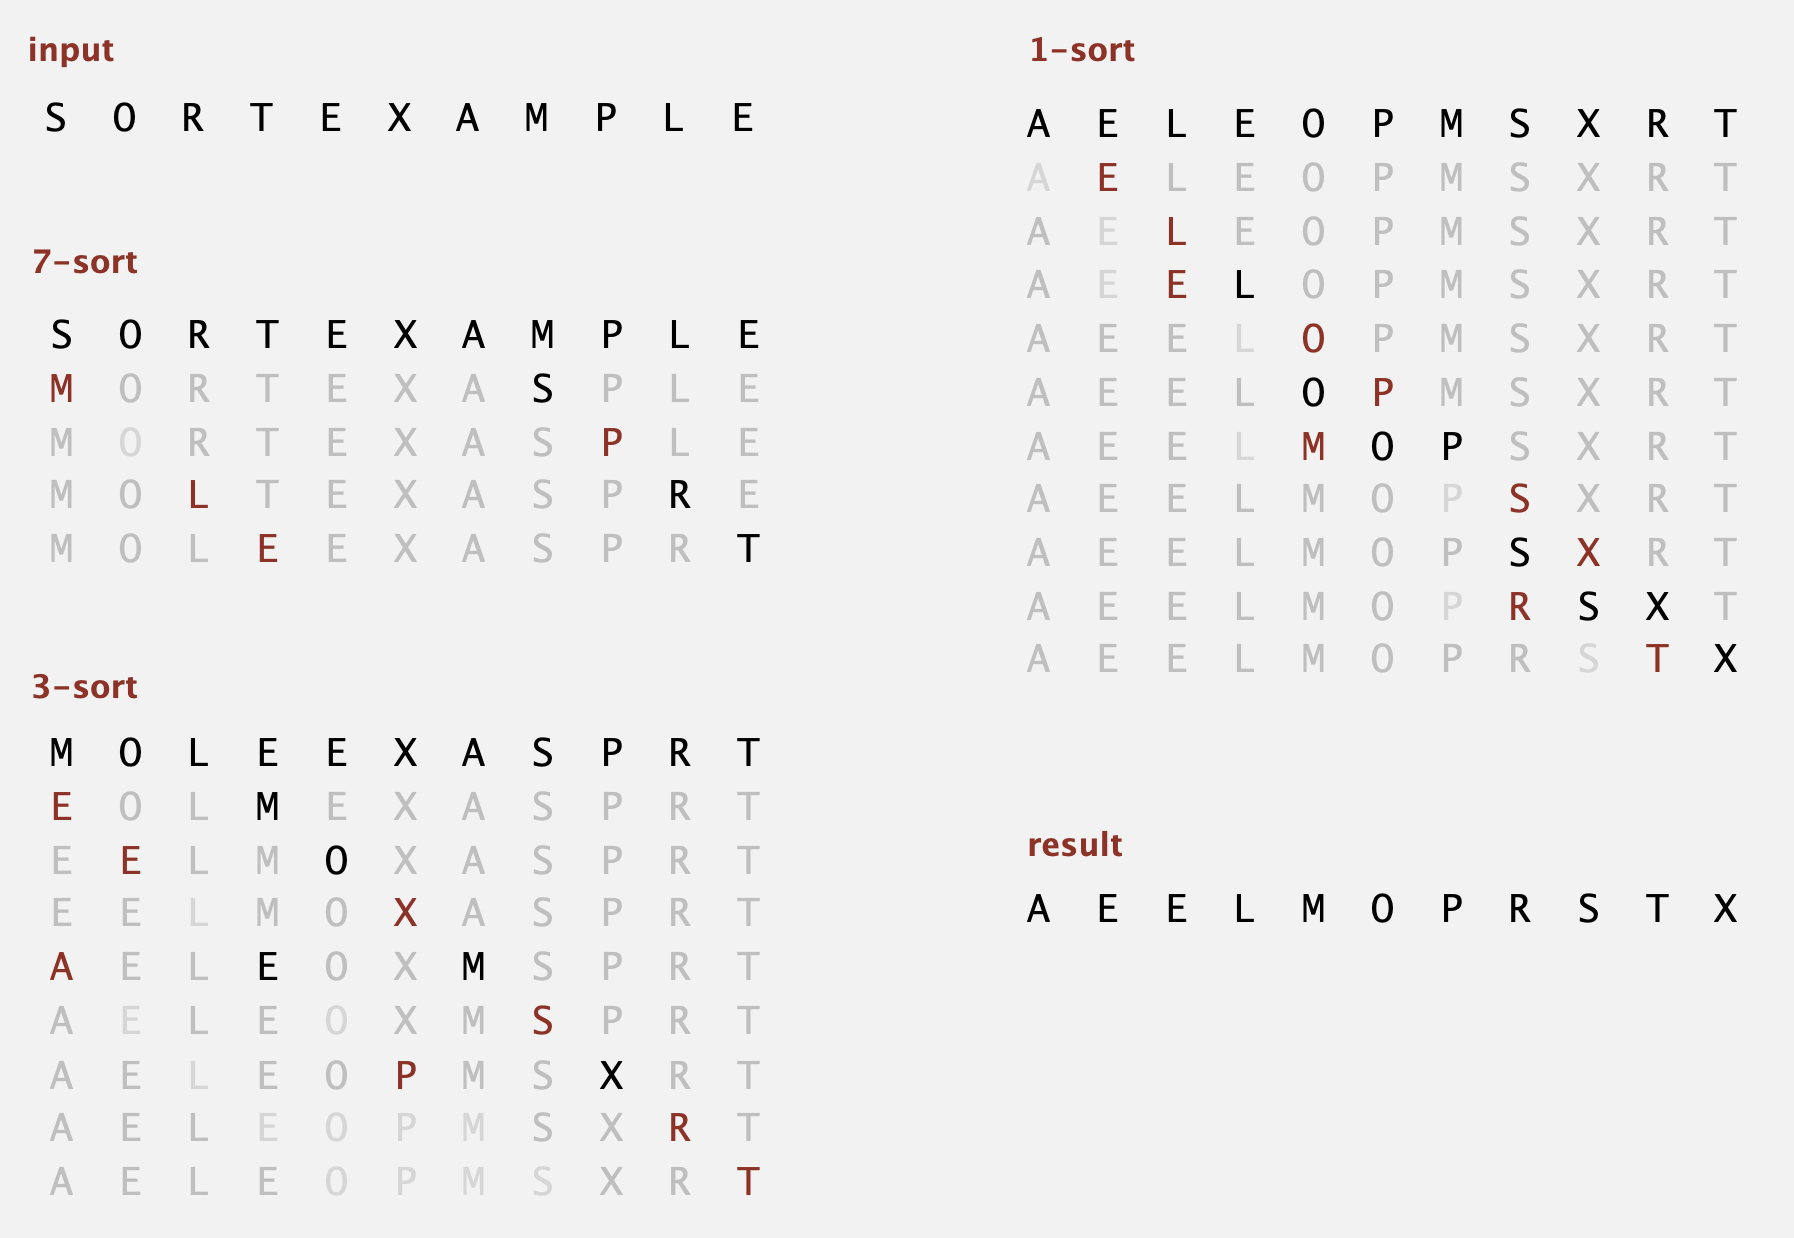 input
S O R T E X A M P L E
7-sort
S O R T E X A M P L E
M O R T E X A S P L E
M O R T E X A S P L E
M O L T E X A S P R E
M O L E E X A S P R T
3-sort
M O L E E X A S P R T
E O L M E X A S P R T
E E L M O X A S P R T
E E L M O X A S P R T
A E L E O X M S P R T
A E L E O X M S P R T
A E L E O P M S X R T
A E L E O P M S X R T
A E L E O P M S X R T
1-sort
A E L E O P M S X R T
A E L E O P M S X R T
A E L E O P M S X R T
A E E L O P M S X R T
A E E L O P M S X R T
A E E L O P M S X R T
A E E L M O P S X R T
A E E L M O P S X R T
A E E L M O P S X R T
A E E L M O P R S X T
A E E L M O P R S T X
result
A E E L M O P R S T X